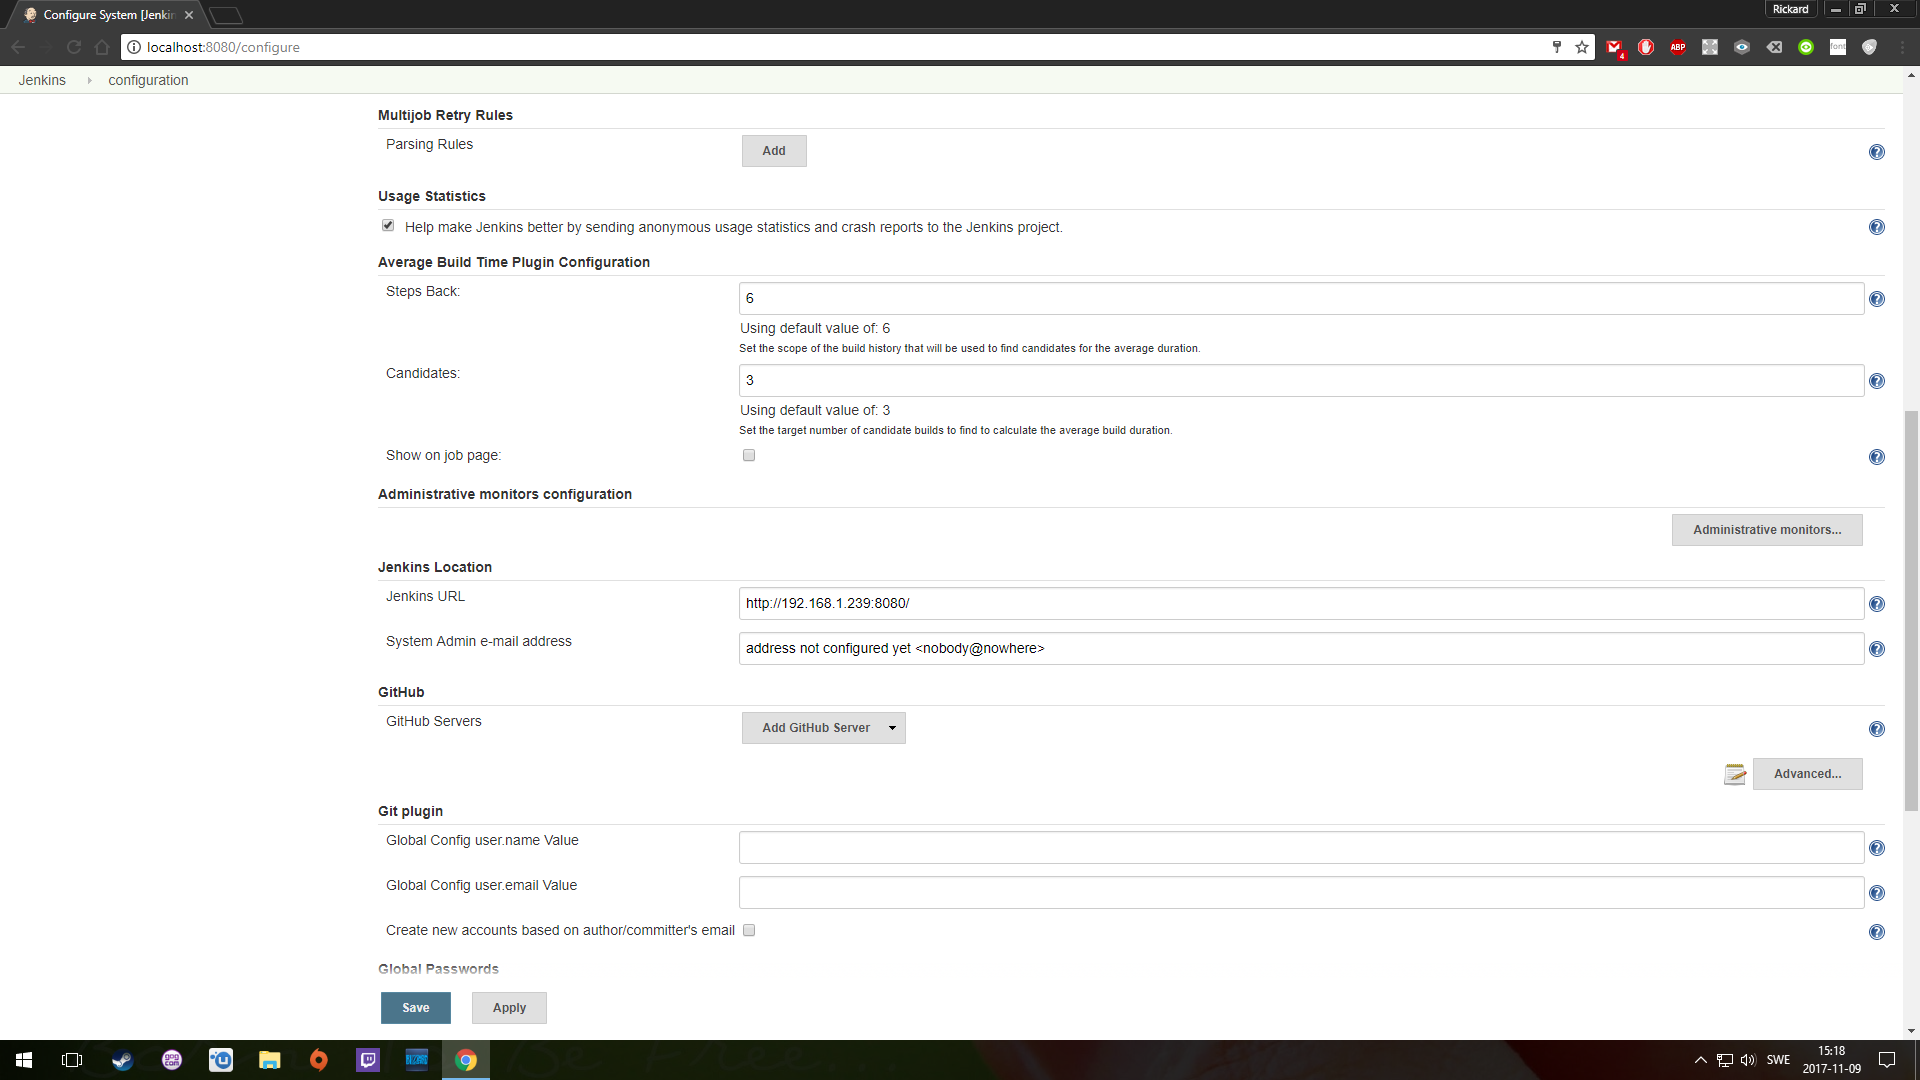 Configure System [Jenkin
Rickard
localhost:8080/configure
4
ABP
font
Jenkins
configuration
Multijob Retry Rules
Parsing Rules
Add
Usage Statistics
Help make Jenkins better by sending anonymous usage statistics and crash reports to the Jenkins project.
Average Build Time Plugin Configuration
Steps Back:
6
Using default value of: 6
Set the scope of the build history that will be used to find candidates for the average duration.
Candidates:
3
Using default value of: 3
Set the target number of candidate builds to find to calculate the average build duration.
Show on job page:
Administrative monitors configuration
Administrative monitors...
Jenkins Location
Jenkins URL
http://192.168.1.239:8080/
System Admin e-mail address
address not configured yet <nobody@nowhere>
GitHub
GitHub Servers
Add GitHub Server
Advanced...
Git plugin
Global Config user.name Value
Global Config user.email Value
Create new accounts based on author/committer's email
Global Passwords
Save
Apply
gog
com
SWE
15:18
2017-11-09